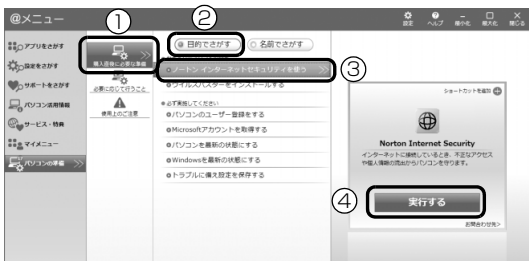 @メニュー
設定
ヘルプ
最小化
最大化
閉じる
①
②
③
④
アプリをさがす
設定をさがす
サポートをさがす
パソコン活用情報
サービス・特典
マイメニュー
パソコンの準備
購入直後に必要な準備
必要に応じて行うこと
使用上のご注意
目的でさがす
名前でさがす
ノートン インターネットセキュリティを使う
ウイルスバスターをインストールする
必ず実施してください
パソコンのユーザー登録をする
Microsoftアカウントを取得する
パソコンを最新の状態にする
Windowsを最新の状態にする
トラブルに備え設定を保存する
ショートカットを追加
Norton Internet Security
インターネットに接続しているとき、不正なアクセス
や個人情報の流出からパソコンを守ります。
実行する
お問合わせ先>